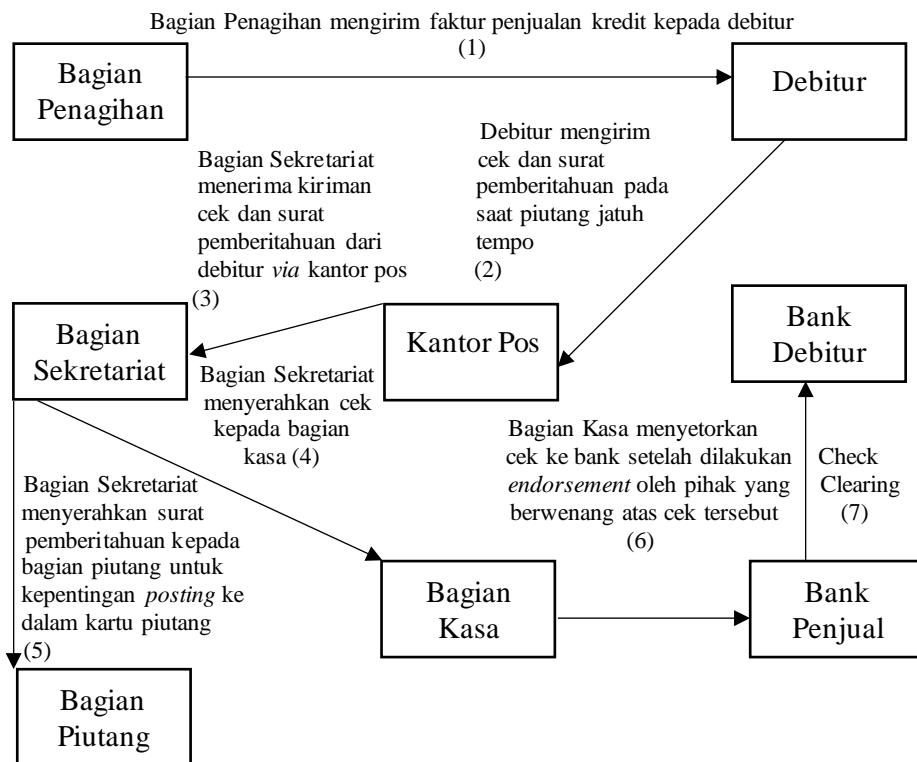 Bagian Penagihan mengirim faktur penjualan kredit kepada debitur
(1)
Bagian
Penagihan
Debitur
Debitur mengirim
cek dan surat
pemberitahuan pada
saat piutang jatuh
tempo
(2)
Bagian Sekretariat
menerima kiriman
cek dan surat
pemberitahuan dari
debitur via kantor pos
(3)
Bagian
Sekretariat
Kantor Pos
Bank
Debitur
Bagian Sekretariat
menyerahkan cek
kepada bagian
kasa (4)
Bagian Sekretariat
menyerahkan surat
pemberitahuan kepada
bagian piutang untuk
kepentingan posting ke
dalam kartu piutang
(5)
Bagian Kasa menyetorkan
cek ke bank setelah dilakukan
endorsement oleh pihak yang
berwenang atas cek tersebut
(6)
Check
Clearing
(7)
Bagian
Kasa
Bank
Penjual
Bagian
Piutang